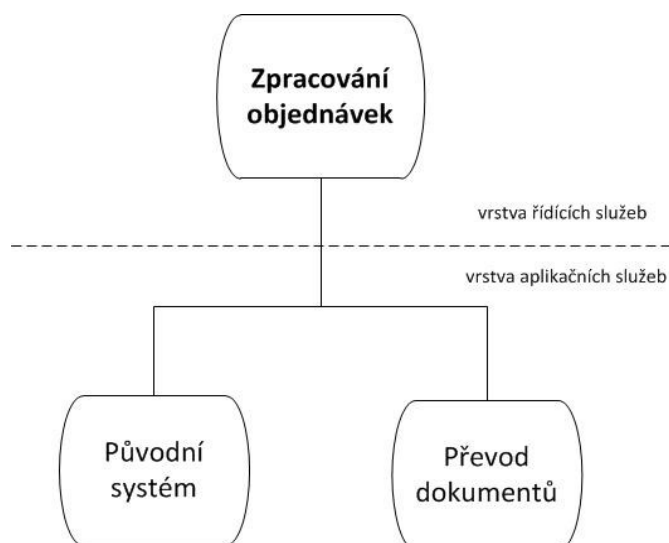 Zpracování
objednávek
vrstva řídících služeb
vrstva aplikačních služeb
Původní
systém
Převod
dokumentů